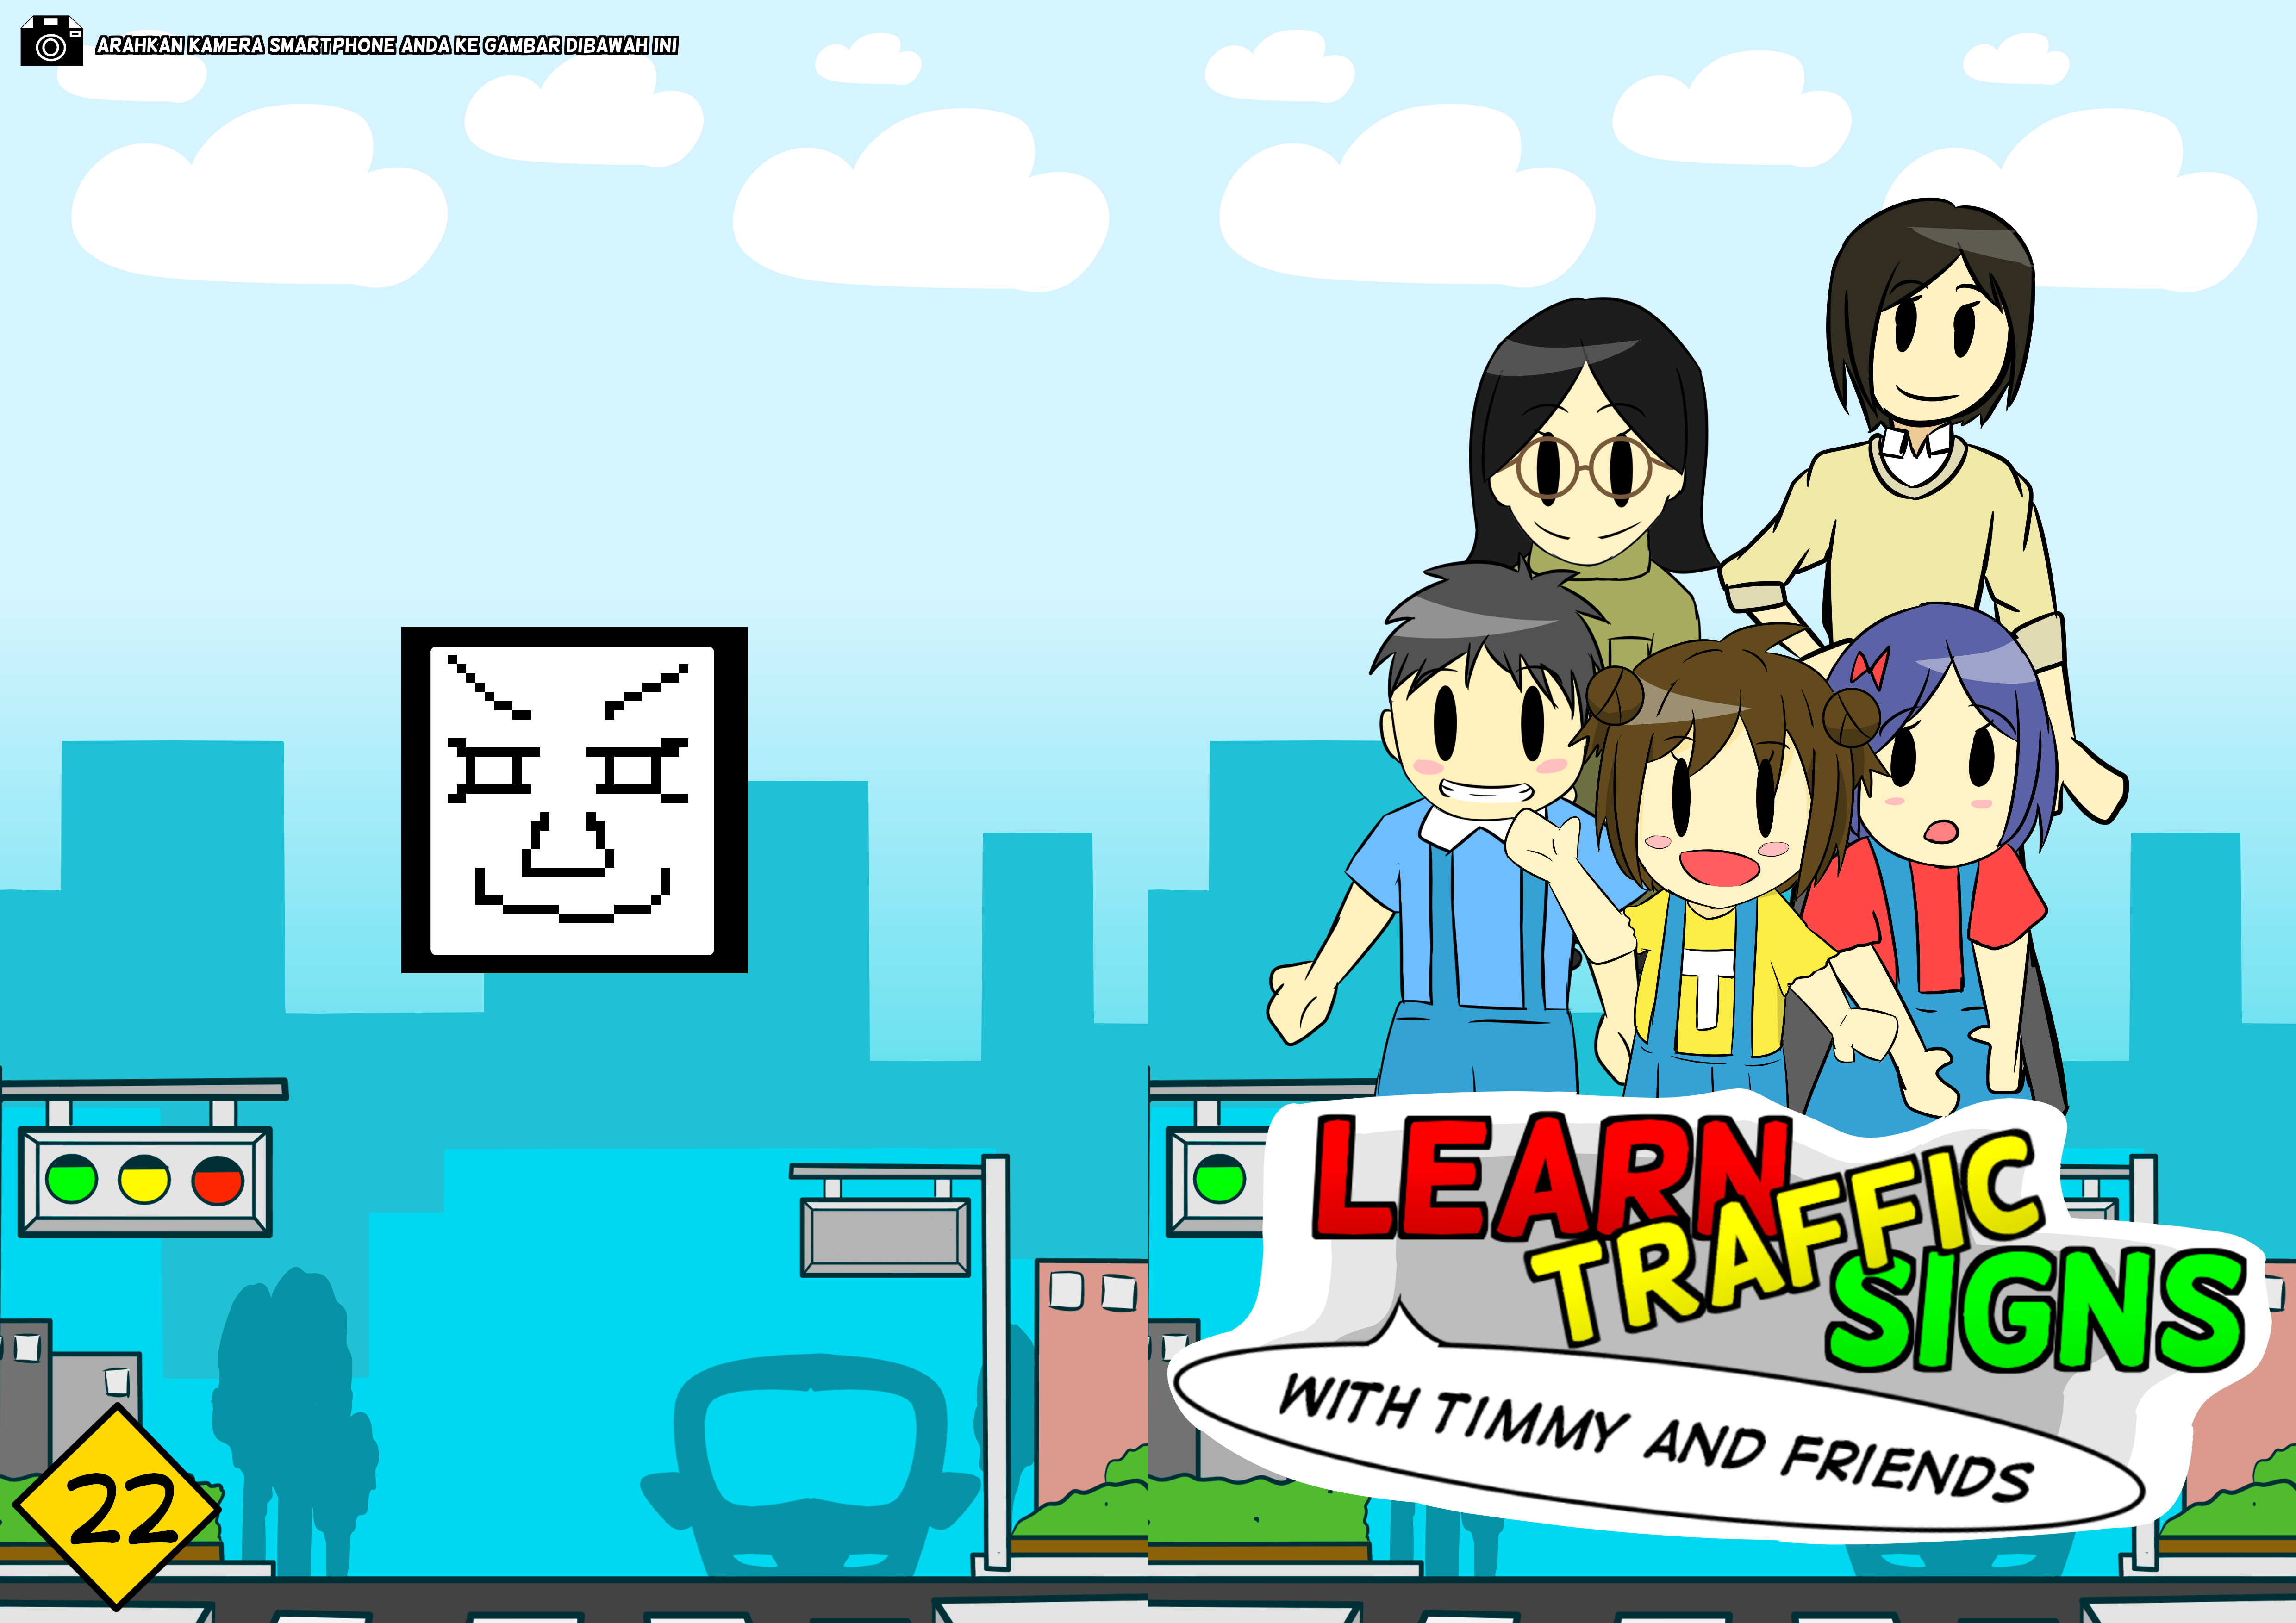 ARAHKAN KAMERA SMARTPHONE ANDA KE GAMBAR DIBAWAH INI
22
LEARN
TRAFFIC
SIGNS
WITH TIMMY AND FRIENDS